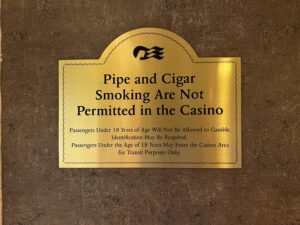 Pipe and Cigar
Smoking Are Not
Permitted in the Casino
Passengers Under 18 Years of Age Will Not Be Allowed to Gamble.
Identification May Be Required.
Passengers Under the Age of 18 Years May Enter the Casino Area
for Transit Purposes Only.